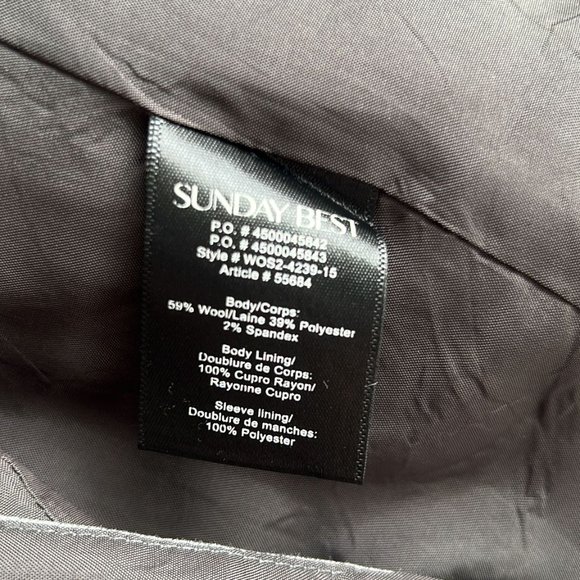 SUNDAY BEST
P.O. # 4500045842
P.O. # 4500045843
Style # WOS2-4239-15
Article # 55684
Body/Corps:
59% Wool/Laine 39% Polyester
2% Spandex
Body Lining/
Doublure de Corps:
100% Cupro Rayon/
Rayonne Cupro
Sleeve lining/
Doublure de manches:
100% Polyester